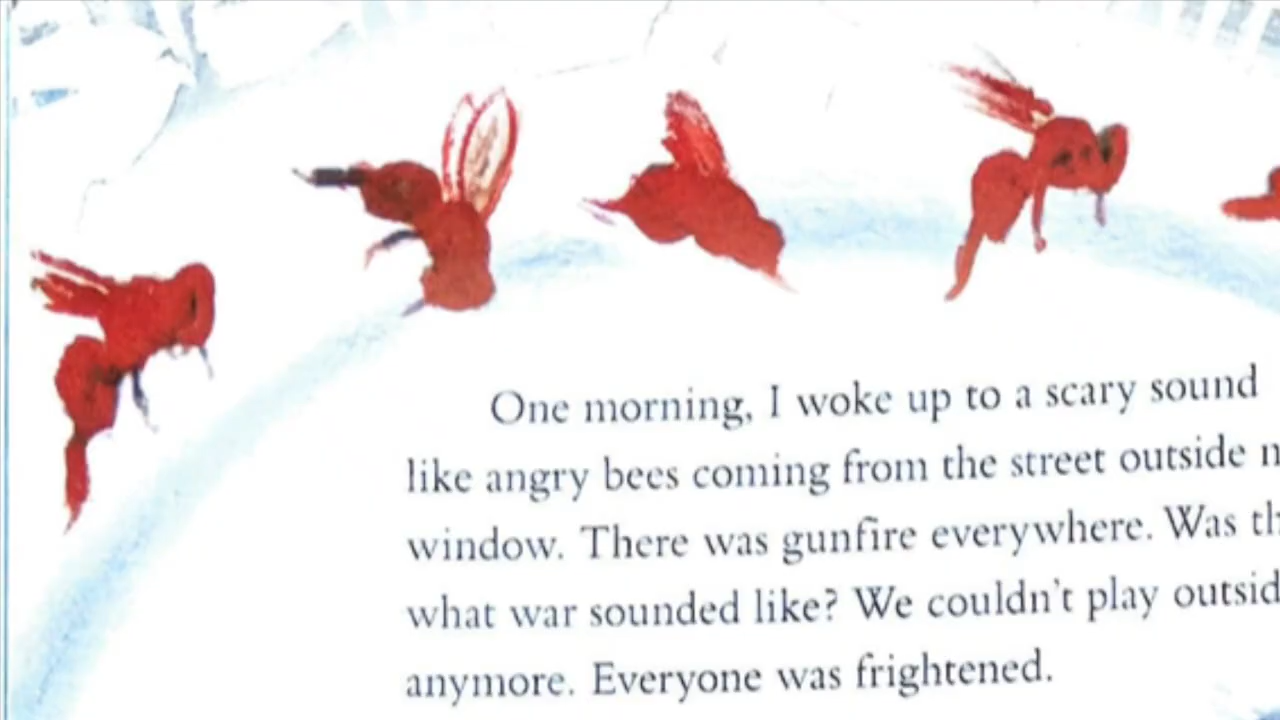 One morning, I woke up to a scary sound
like angry bees coming from the street outside
window. There was gunfire everywhere. Was
what war sounded like? We couldn't play
anymore. Everyone was frightened.